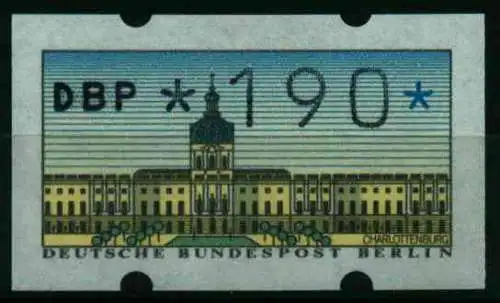 DBP *190*
CHARLOTTENBURG
DEUTSCHE BUNDESPOST BERLIN